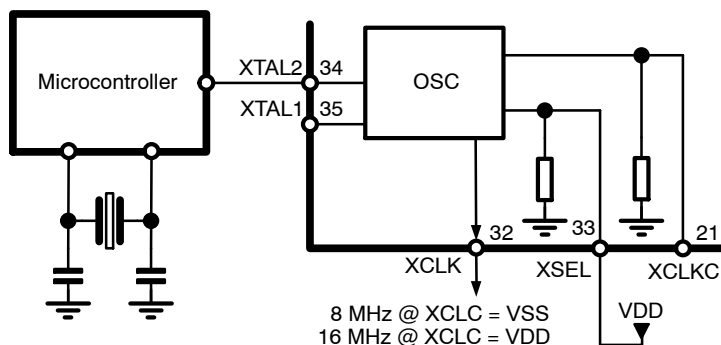 Microcontroller
XTAL2
34
XTAL1
35
OSC
32
33
21
XCLK
XSEL
XCLKC
VDD
8 MHz @ XCLC = VSS
16 MHz @ XCLC = VDD